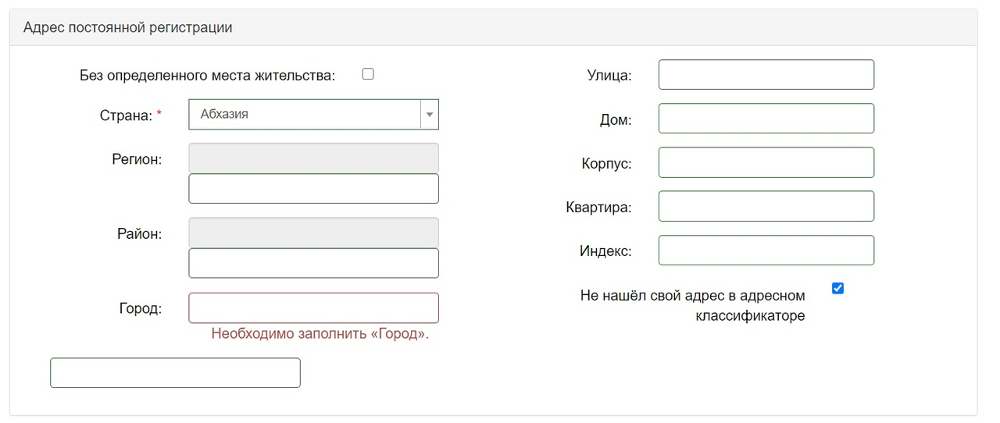 Адрес постоянной регистрации
Без определенного места жительства:
Страна: *
Абхазия
Регион:
Район:
Город:
Необходимо заполнить «Город».
Улица:
Дом:
Корпус:
Квартира:
Индекс:
Не нашёл свой адрес в адресном
классификаторе